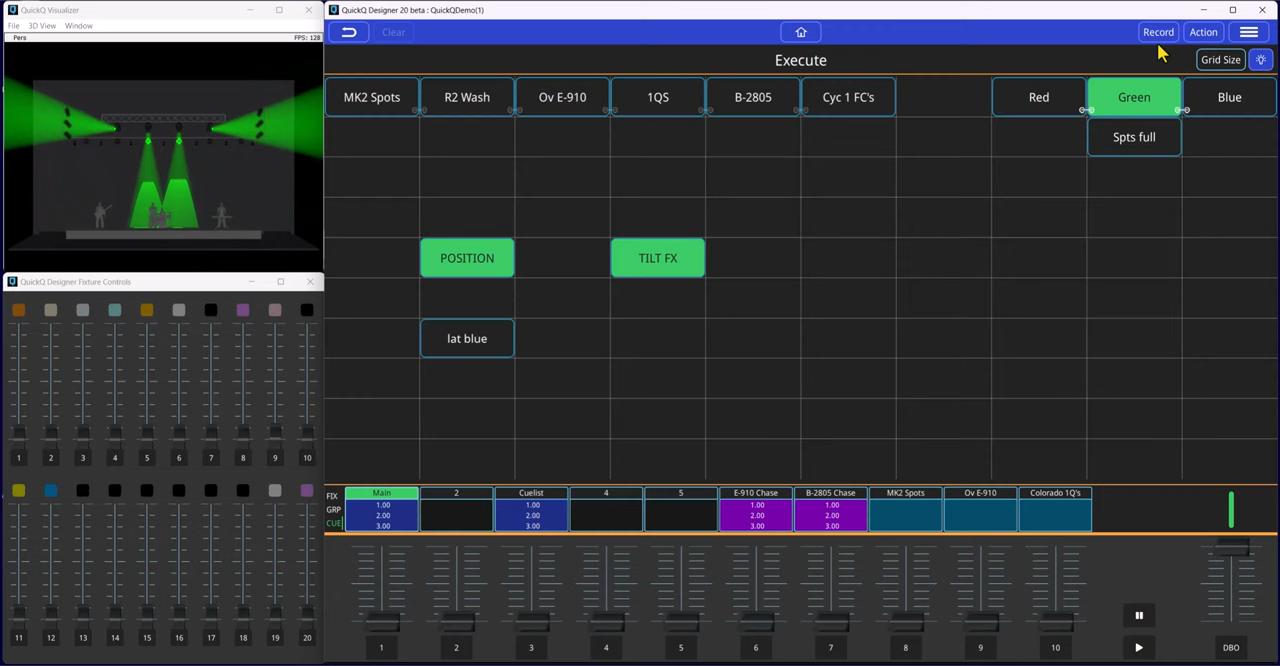 QuickQ Visualizer
File 3D View Window
Pers FPS: 128
QuickQ Designer 20 beta : QuickQDemo(1)
Clear Record Action
Execute
Grid Size
MK2 Spots R2 Wash Ov E-910 1QS B-2805 Cyc 1 FC's Red Green Blue
Spts full
POSITION TILT FX
lat blue
QuickQ Designer Fixture Controls
1 2 3 4 5 6 7 8 9 10
11 12 13 14 15 16 17 18 19 20
FIX
GRP
CUE
Main 2 Cuelist 4 5 E-910 Chase B-2805 Chase MK2 Spots Ov E-910 Colorado 1Q's
1.00 1.00 1.00 1.00
2.00 2.00 2.00 2.00
3.00 3.00 3.00 3.00
1 2 3 4 5 6 7 8 9 10 DBO